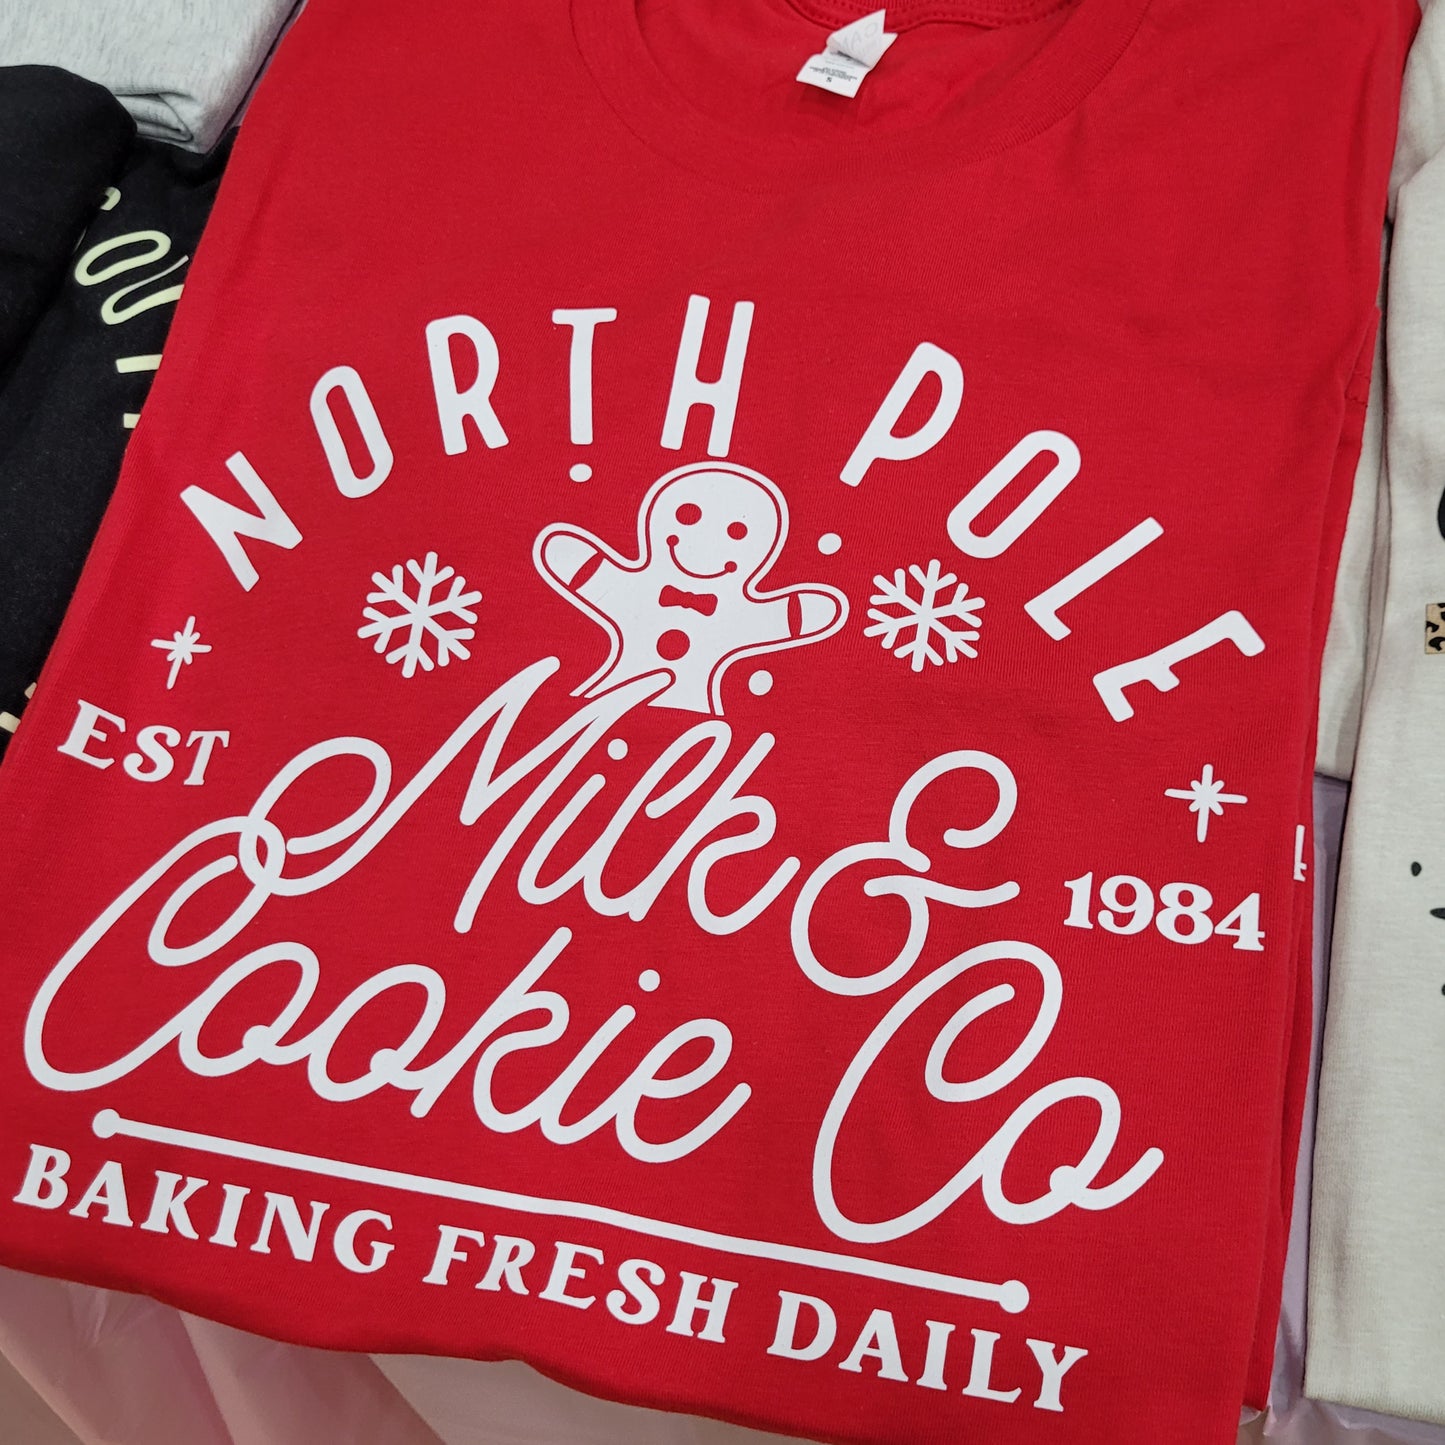 S
NORTH POLE
EST
Milk &
1984
Cookie Co
BAKING FRESH DAILY